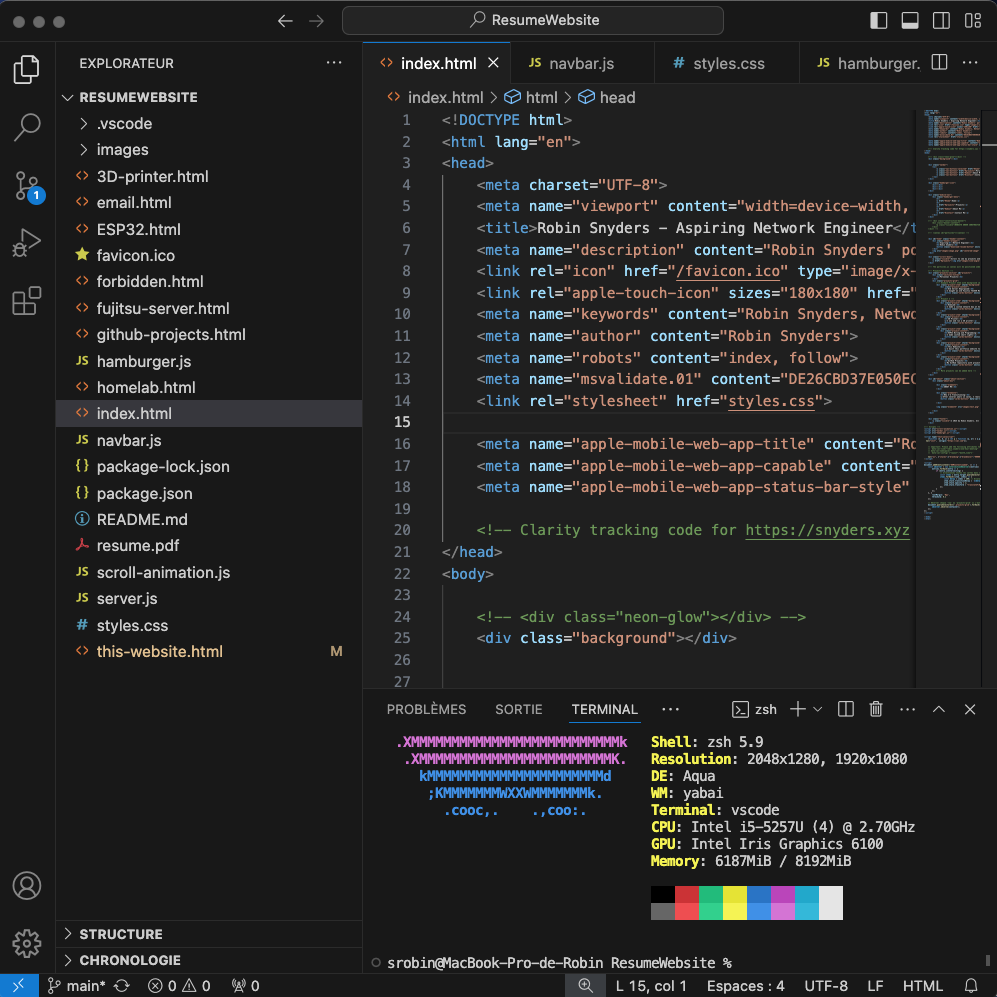 ResumeWebsite
EXPLORATEUR
index.html
JS navbar.js
# styles.css
JS hamburger.
RESUMEWEBSITE
index.html > html > head
.vscode
images
3D-printer.html
email.html
ESP32.html
favicon.ico
forbidden.html
fujitsu-server.html
github-projects.html
JS hamburger.js
homelab.html
index.html
JS navbar.js
{} package-lock.json
{} package.json
README.md
resume.pdf
JS scroll-animation.js
JS server.js
# styles.css
this-website.html M
1
1 <!DOCTYPE html>
2 <html lang="en">
3 <head>
4 <meta charset="UTF-8">
5 <meta name="viewport" content="width=device-width,
6 <title>Robin Snyders – Aspiring Network Engineer</t
7 <meta name="description" content="Robin Snyders' po
8 <link rel="icon" href="/favicon.ico" type="image/x-
9 <link rel="apple-touch-icon" sizes="180x180" href="
10 <meta name="keywords" content="Robin Snyders, Netwo
11 <meta name="author" content="Robin Snyders">
12 <meta name="robots" content="index, follow">
13 <meta name="msvalidate.01" content="DE26CBD37E050EC
14 <link rel="stylesheet" href="styles.css">
15
16 <meta name="apple-mobile-web-app-title" content="Ro
17 <meta name="apple-mobile-web-app-capable" content="
18 <meta name="apple-mobile-web-app-status-bar-style"
19
20 <!-- Clarity tracking code for https://snyders.xyz
21 </head>
22 <body>
23
24 <!-- <div class="neon-glow"></div> -->
25 <div class="background"></div>
26
27
PROBLÈMES SORTIE TERMINAL ... zsh
.XMMMMMMMMMMMMMMMMMMMMMMMMMk Shell: zsh 5.9
.XMMMMMMMMMMMMMMMMMMMMMMMMK. Resolution: 2048x1280, 1920x1080
kMMMMMMMMMMMMMMMMMMMMMMd DE: Aqua
;KMMMMMMMWXXWMMMMMMMk. WM: yabai
.cooc,. .,coo:. Terminal: vscode
CPU: Intel i5-5257U (4) @ 2.70GHz
GPU: Intel Iris Graphics 6100
Memory: 6187MiB / 8192MiB
srobin@MacBook-Pro-de-Robin ResumeWebsite %
STRUCTURE
CHRONOLOGIE
main* 0 0 0 L 15, col 1 Espaces : 4 UTF-8 LF HTML